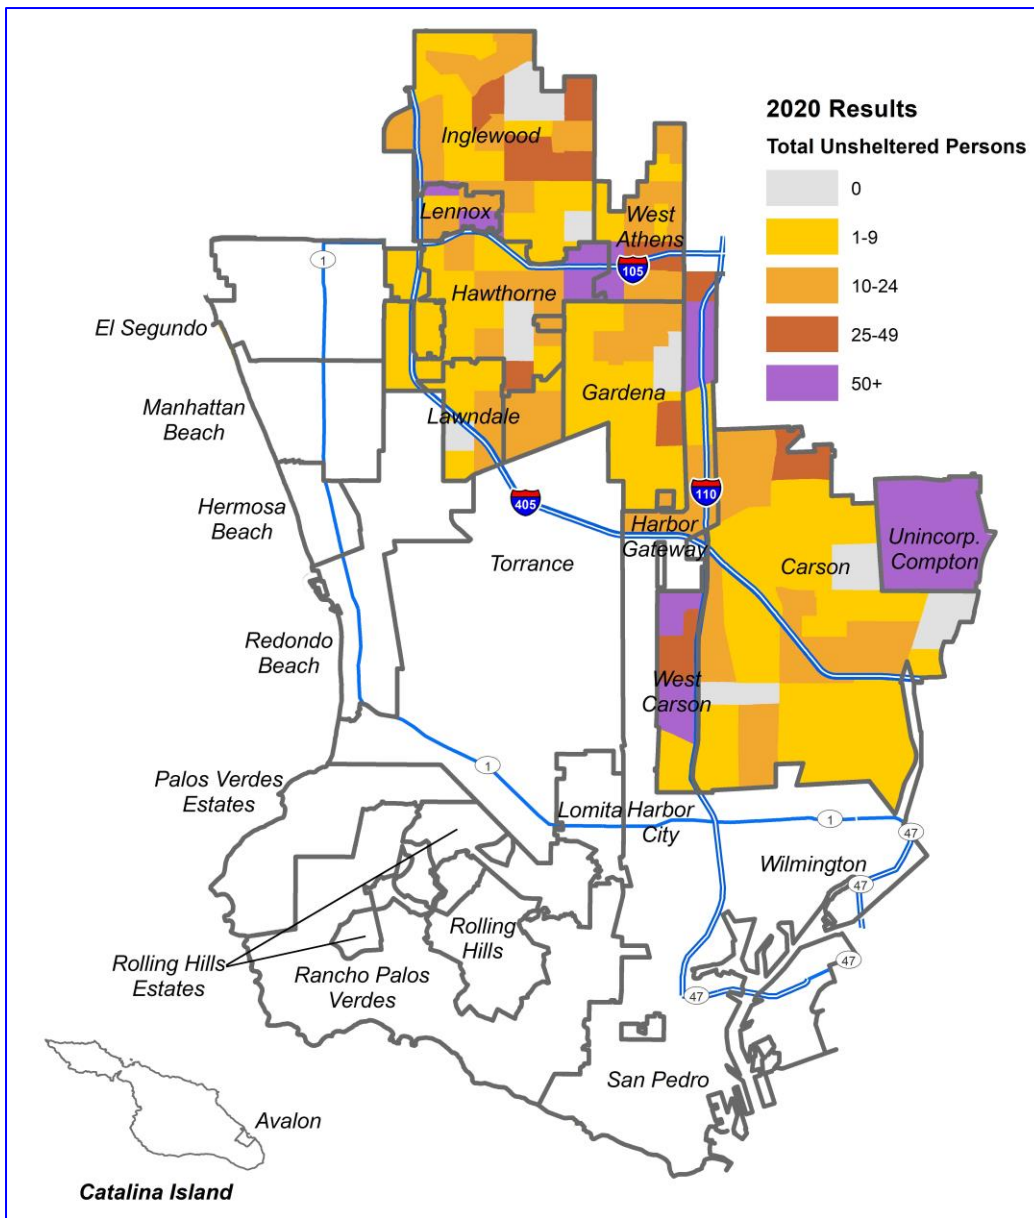 2020 Results
Total Unsheltered Persons
0
1-9
10-24
25-49
50+
Inglewood
Lennox
West
Athens
105
1
Hawthorne
El Segundo
Gardena
Manhattan
Beach
Lawndale
Hermosa
Beach
405
110
Harbor
Gateway
Unincorp.
Compton
Torrance
Carson
Redondo
Beach
West
Carson
Palos Verdes
Estates
1
Lomita
Harbor
City
1
47
Wilmington
47
Rolling
Hills
Rolling Hills
Estates
Rancho Palos
Verdes
47
47
San Pedro
Avalon
Catalina Island